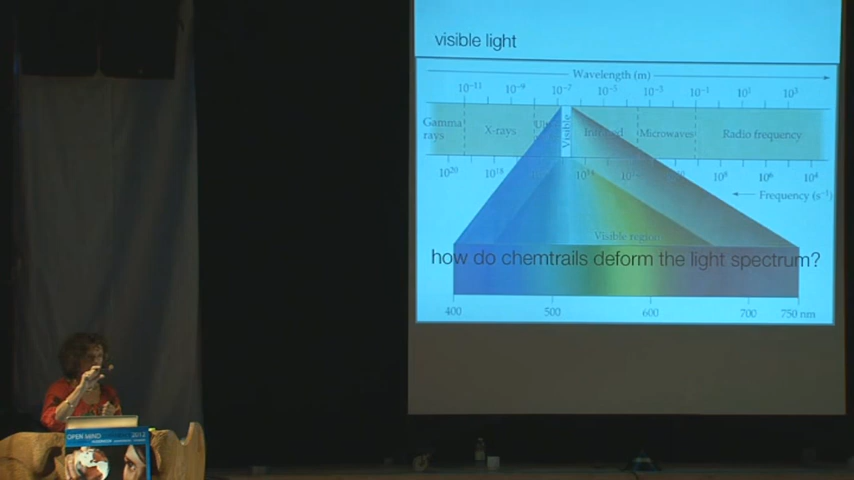 visible light
Wavelength (m)
10⁻¹¹ 10⁻⁹ 10⁻⁷ 10⁻⁵ 10⁻³ 10⁻¹ 10¹ 10³
Gamma rays X-rays Visible Infrared Microwaves Radio frequency
10²⁰ 10¹⁸ 10¹⁴ 10⁸ 10⁶ 10⁴
Frequency (s⁻¹)
Visible region
how do chemtrails deform the light spectrum?
400 500 600 700 750 nm
OPEN MIND 2012